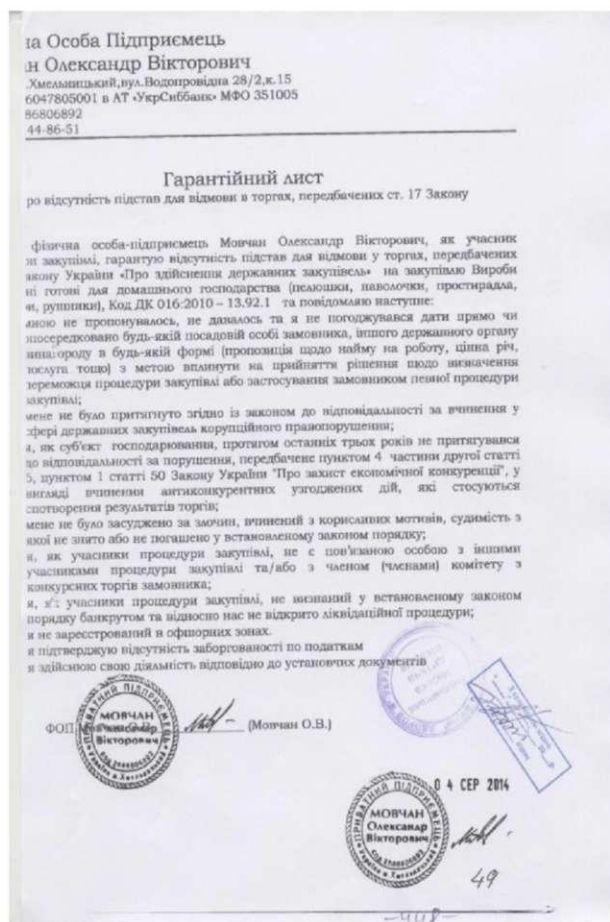 на Особа Підприємець
н Олександр Вікторович
.Хмельницький,вул.Водопровідна 28/2,к.15
6047805001 в АТ «УкрСиббанк» МФО 351005
86806892
44-86-51
Гарантійний лист
ро відсутність підстав для відмови в торгах, передбачених ст. 17 Закону
фізична особа-підприємець Мовчан Олександр Вікторович, як учасник
закупівлі, гарантую відсутність підстав для відмови у торгах, передбачених
акону України «Про здійснення державних закупівель» на закупівлю Вироби
ні готові для домашнього господарства (пелюшки, наволочки, простирадла,
и, рушники), Код ДК 016:2010 – 13.92.1 та повідомляю наступне:
мною не пропонувалось, не давалось та я не погоджувався дати прямо чи
опосередковано будь-якій посадовій особі замовника, іншого державного органу
винагороду в будь-якій формі (пропозиція щодо найму на роботу, цінна річ,
послуга тощо) з метою вплинути на прийняття рішення щодо визначення
переможця процедури закупівлі або застосування замовником певної процедури
закупівлі;
мене не було притягнуто згідно із законом до відповідальності за вчинення у
сфері державних закупівель корупційного правопорушення;
я, як суб'єкт господарювання, протягом останніх трьох років не притягувався
до відповідальності за порушення, передбачене пунктом 4 частини другої статті
6, пунктом 1 статті 50 Закону України "Про захист економічної конкуренції", у
вигляді вчинення антиконкурентних узгоджених дій, які стосуються
спотворення результатів торгів;
мене не було засуджено за злочин, вчинений з корисливих мотивів, судимість з
якої не знято або не погашено у встановленому законом порядку;
я, як учасники процедури закупівлі, не є пов'язаною особою з іншими
учасниками процедури закупівлі та/або з членом (членами) комітету з
конкурсних торгів замовника;
я, учасники процедури закупівлі, не визнаний у встановленому законом
порядку банкрутом та відносно нас не відкрито ліквідаційної процедури;
я не зареєстрований в офшорних зонах.
я підтверджую відсутність заборгованості по податкам
я здійснюю свою діяльність відповідно до установчих документів
ФОП (Мовчан О.В.)
ПРИВАТНИЙ ПІДПРИЄМЕЦЬ
МОВЧАН
Олександр
Вікторович
0 4 СЕР 2014
ПРИВАТНИЙ ПІДПРИЄМЕЦЬ
МОВЧАН
Олександр
Вікторович
49